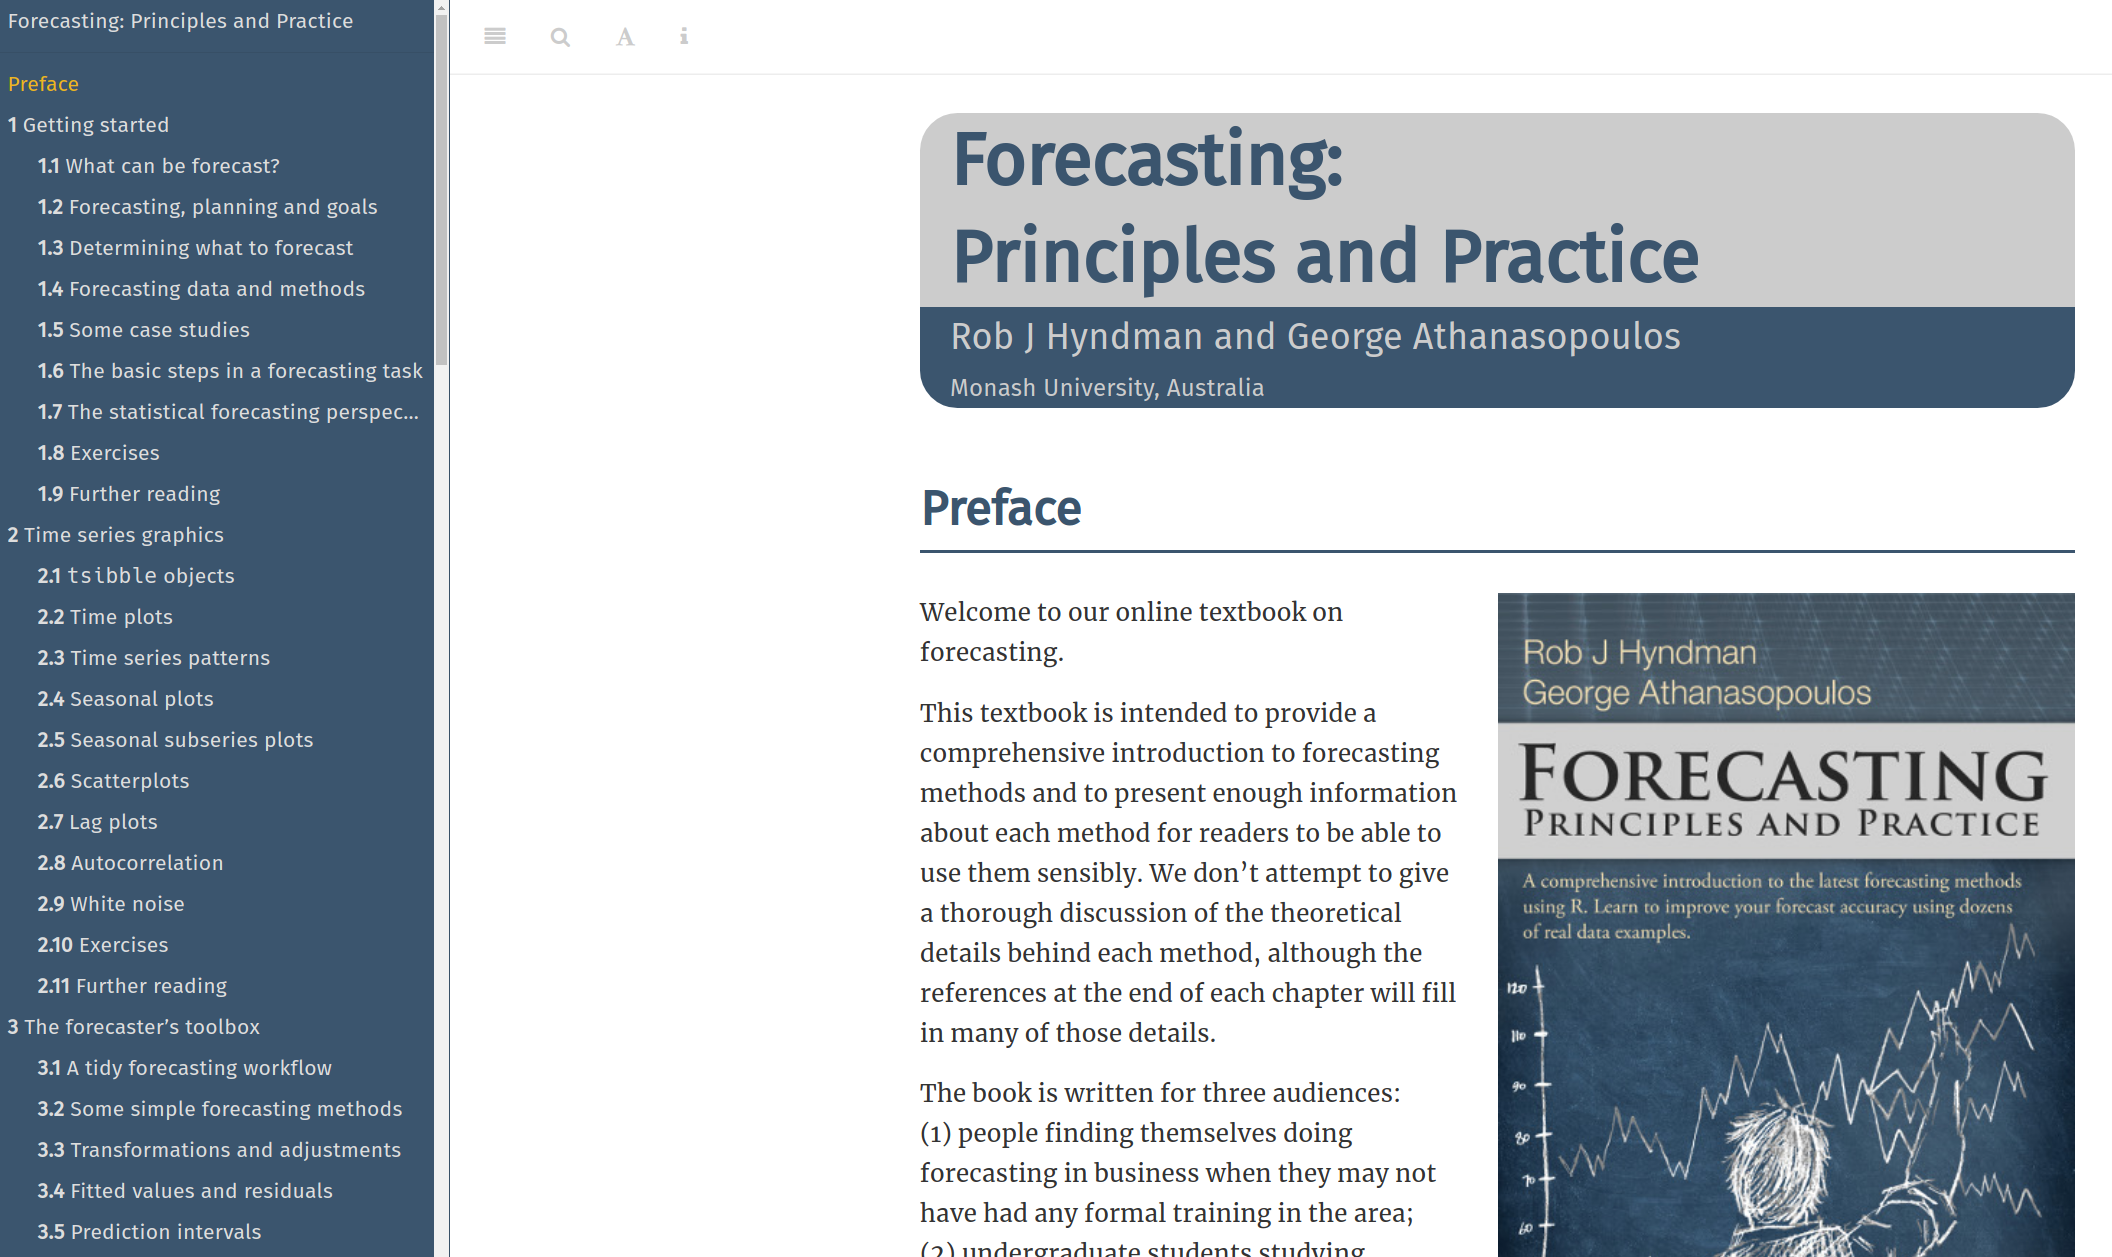 Forecasting: Principles and Practice
Preface
1 Getting started
1.1 What can be forecast?
1.2 Forecasting, planning and goals
1.3 Determining what to forecast
1.4 Forecasting data and methods
1.5 Some case studies
1.6 The basic steps in a forecasting task
1.7 The statistical forecasting perspec...
1.8 Exercises
1.9 Further reading
2 Time series graphics
2.1 tsibble objects
2.2 Time plots
2.3 Time series patterns
2.4 Seasonal plots
2.5 Seasonal subseries plots
2.6 Scatterplots
2.7 Lag plots
2.8 Autocorrelation
2.9 White noise
2.10 Exercises
2.11 Further reading
3 The forecaster’s toolbox
3.1 A tidy forecasting workflow
3.2 Some simple forecasting methods
3.3 Transformations and adjustments
3.4 Fitted values and residuals
3.5 Prediction intervals
Forecasting:
Principles and Practice
Rob J Hyndman and George Athanasopoulos
Monash University, Australia
Preface
Welcome to our online textbook on
forecasting.
This textbook is intended to provide a
comprehensive introduction to forecasting
methods and to present enough information
about each method for readers to be able to
use them sensibly. We don’t attempt to give
a thorough discussion of the theoretical
details behind each method, although the
references at the end of each chapter will fill
in many of those details.
The book is written for three audiences:
(1) people finding themselves doing
forecasting in business when they may not
have had any formal training in the area;
(2) undergraduate students studying
Rob J Hyndman
George Athanasopoulos
FORECASTING
PRINCIPLES AND PRACTICE
A comprehensive introduction to the latest forecasting methods
using R. Learn to improve your forecast accuracy using dozens
of real data examples.
120
110
90
80
70
60